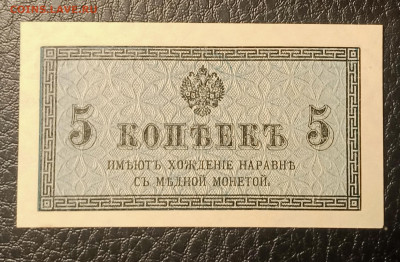 COINS.LAVE.RU
5 КОПѢЕКЪ 5
ИМѢЮТЪ ХОЖДЕНІЕ НАРАВНѢ
СЪ МѢДНОЙ МОНЕТОЙ.